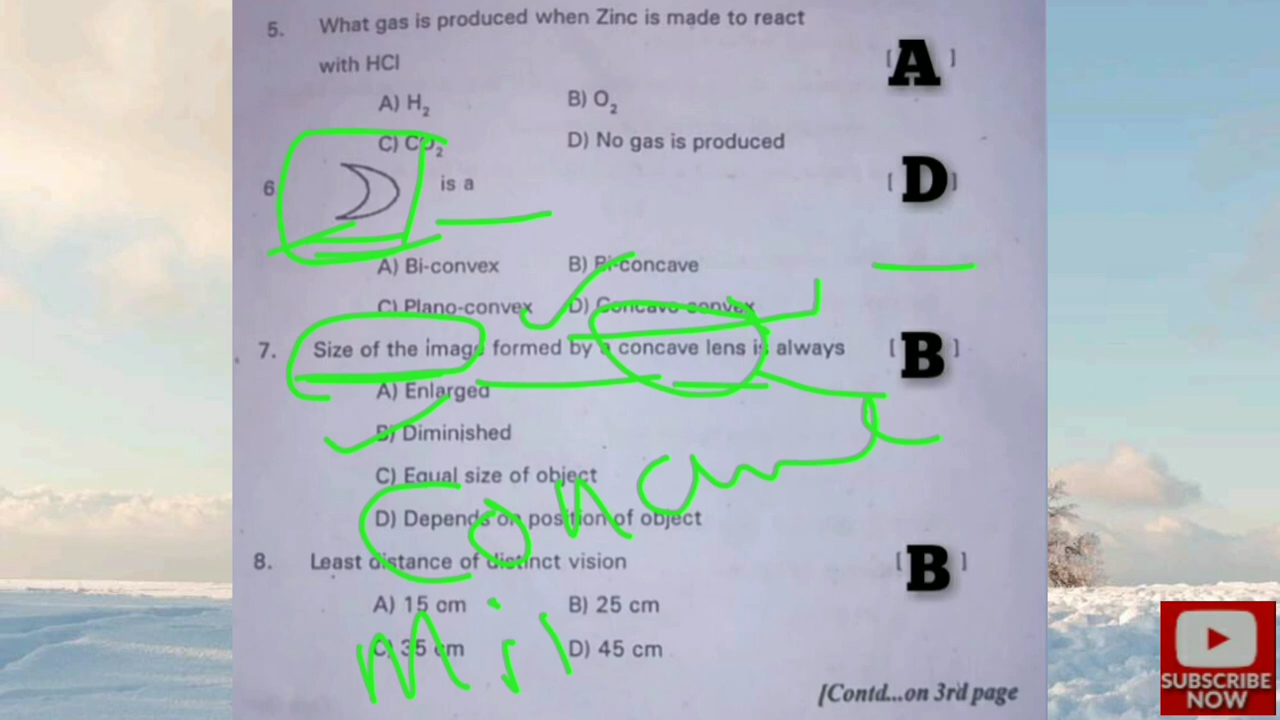 5. What gas is produced when Zinc is made to react
with HCl [A]
A) H₂ B) O₂
C) CO₂ D) No gas is produced
6 is a [D]
A) Bi-convex B) Bi-concave
C) Plano-convex D) Concavo-convex
7. Size of the image formed by a concave lens is always [B]
A) Enlarged
B) Diminished
C) Equal size of object
D) Depends on position of object
8. Least distance of distinct vision [B]
A) 15 cm B) 25 cm
C) 35 cm D) 45 cm
[Contd...on 3rd page
SUBSCRIBE
NOW